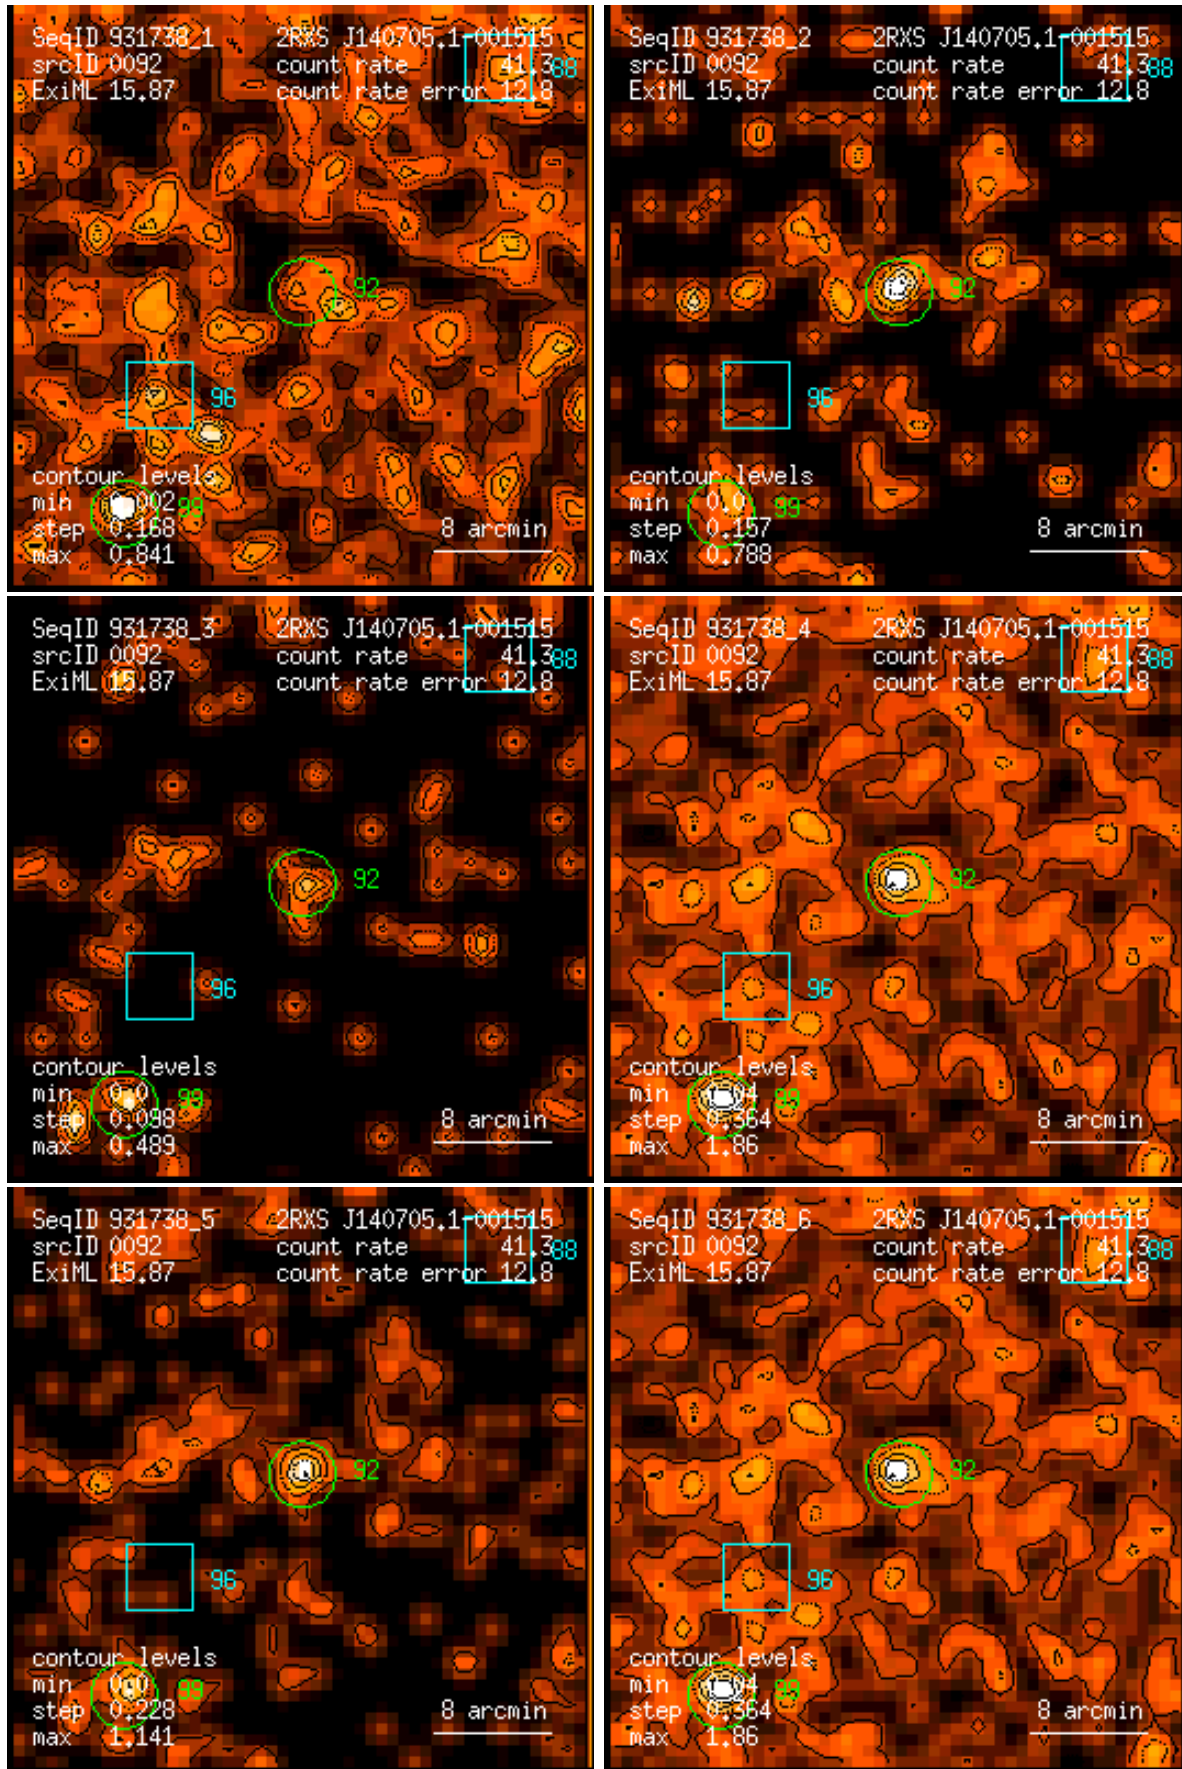 SeqID 931738_1 2RXS J140705.1-001515
srcID 0092 count rate 41.3 88
ExiML 15.87 count rate error 12.8
92
96
contour levels
min 0.002 99
step 0.168 8 arcmin
max 0.841
SeqID 931738_2 2RXS J140705.1-001515
srcID 0092 count rate 41.3 88
ExiML 15.87 count rate error 12.8
92
96
contour levels
min 0.0 99
step 0.157 8 arcmin
max 0.788
SeqID 931738_3 2RXS J140705.1-001515
srcID 0092 count rate 41.3 88
ExiML 15.87 count rate error 12.8
92
96
contour levels
min 0.0 99
step 0.098 8 arcmin
max 0.489
SeqID 931738_4 2RXS J140705.1-001515
srcID 0092 count rate 41.3 88
ExiML 15.87 count rate error 12.8
92
96
contour levels
min 99
step 0.364 8 arcmin
max 1.86
SeqID 931738_5 2RXS J140705.1-001515
srcID 0092 count rate 41.3 88
ExiML 15.87 count rate error 12.8
92
96
contour levels
min 0.0 99
step 0.228 8 arcmin
max 1.141
SeqID 931738_6 2RXS J140705.1-001515
srcID 0092 count rate 41.3 88
ExiML 15.87 count rate error 12.8
92
96
contour levels
min 99
step 0.364 8 arcmin
max 1.86